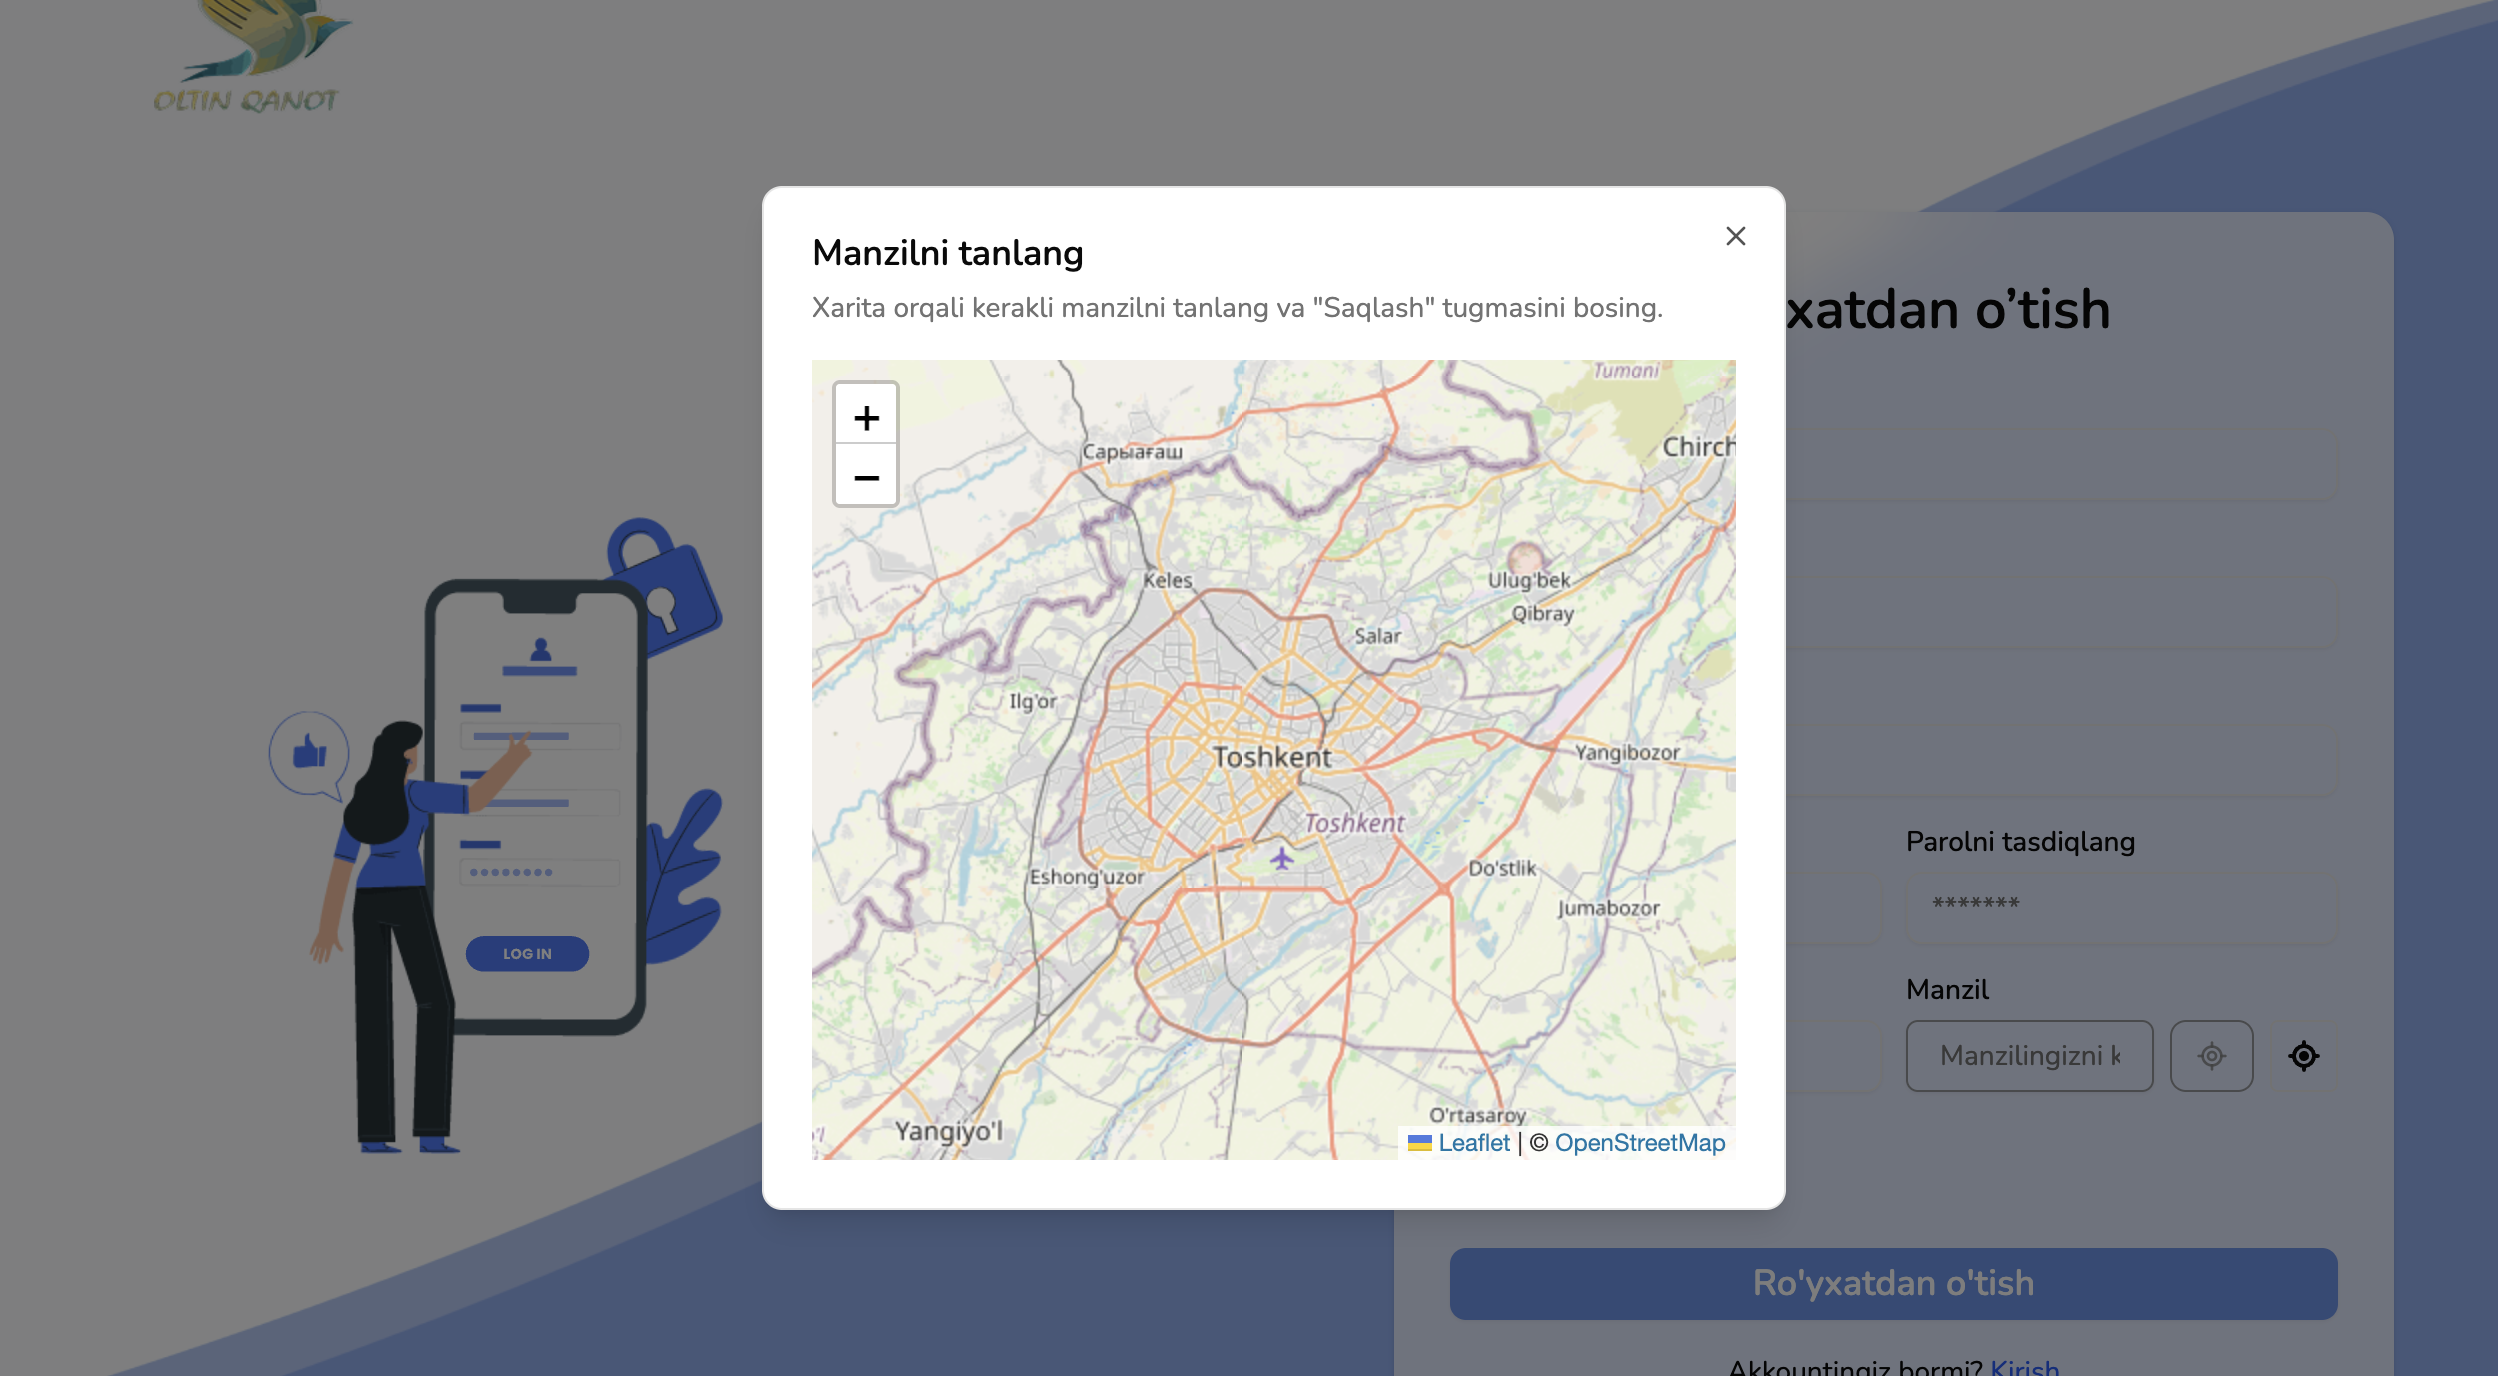 OLTIN QANOT
Manzilni tanlang
Xarita orqali kerakli manzilni tanlang va "Saqlash" tugmasini bosing.
+
−
Tumani
Chirch
Сарыағаш
Keles
Ulug'bek
Qibray
Salar
Ilg'or
Toshkent
Yangibozor
Toshkent
Do'stlik
Eshong'uzor
Jumabozor
O'rtasaroy
Yangiyo'l
Leaflet | © OpenStreetMap
LOG IN
xatdan o’tish
Parolni tasdiqlang
*******
Manzil
Manzilingizni k
Ro'yxatdan o'tish
Akkountingiz bormi? Kirish